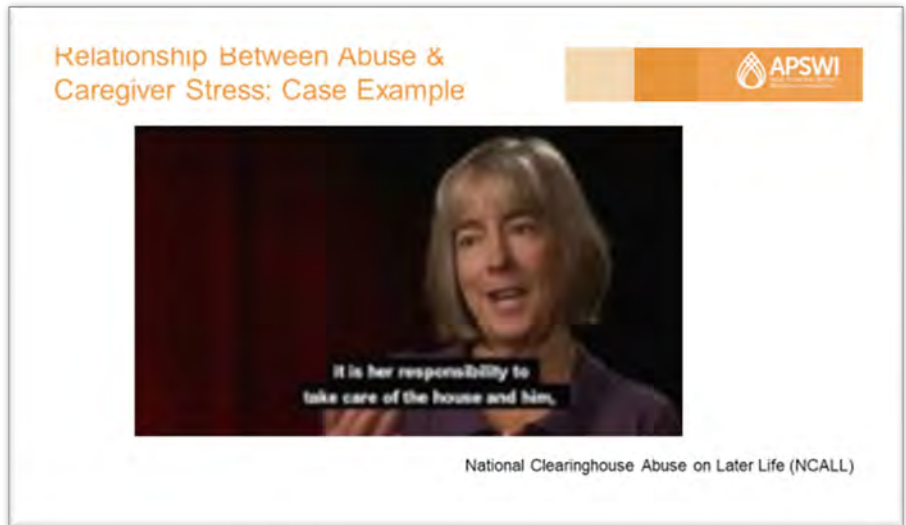 Relationship Between Abuse &
Caregiver Stress: Case Example
APSWI
it is her responsibility to
take care of the house and him,
National Clearinghouse Abuse on Later Life (NCALL)